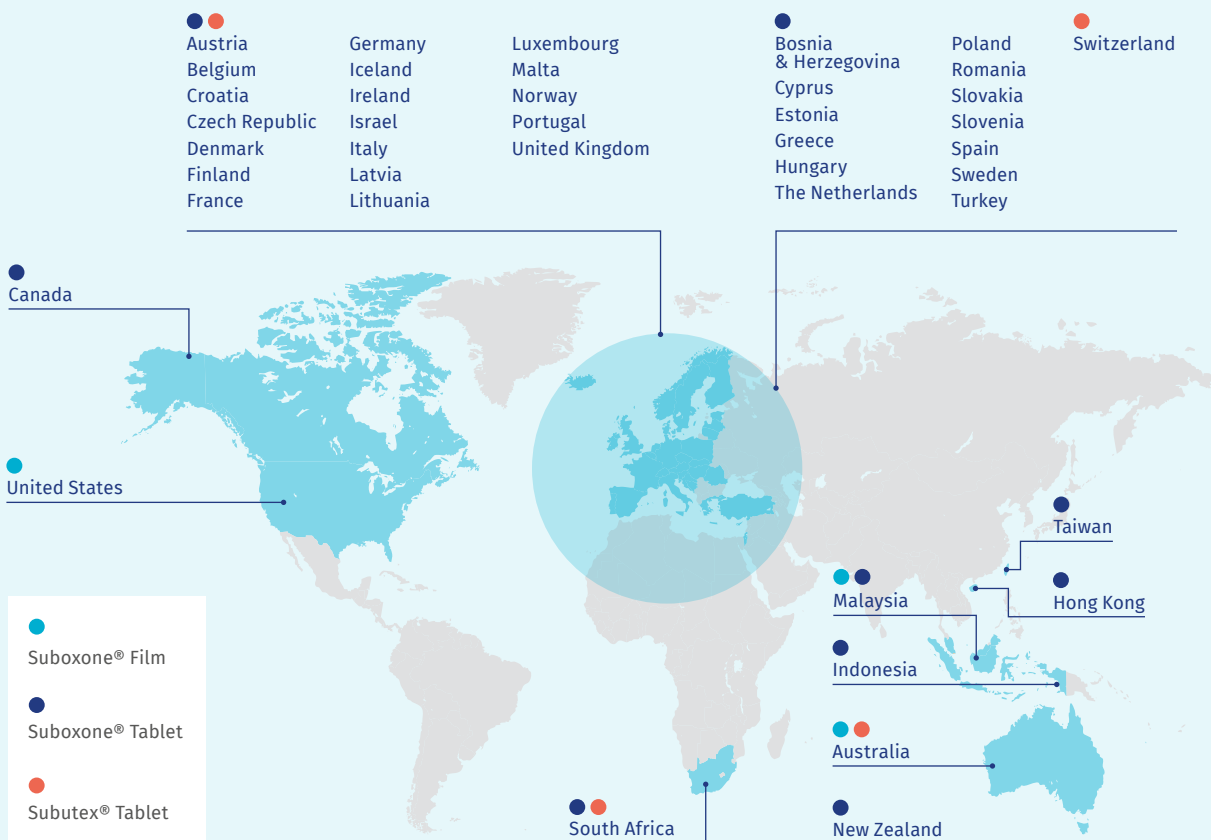 Austria
Belgium
Croatia
Czech Republic
Denmark
Finland
France
Germany
Iceland
Ireland
Israel
Italy
Latvia
Lithuania
Luxembourg
Malta
Norway
Portugal
United Kingdom
Bosnia
& Herzegovina
Cyprus
Estonia
Greece
Hungary
The Netherlands
Poland
Romania
Slovakia
Slovenia
Spain
Sweden
Turkey
Switzerland
Canada
United States
Taiwan
Malaysia
Hong Kong
Indonesia
Australia
South Africa
New Zealand
Suboxone® Film
Suboxone® Tablet
Subutex® Tablet